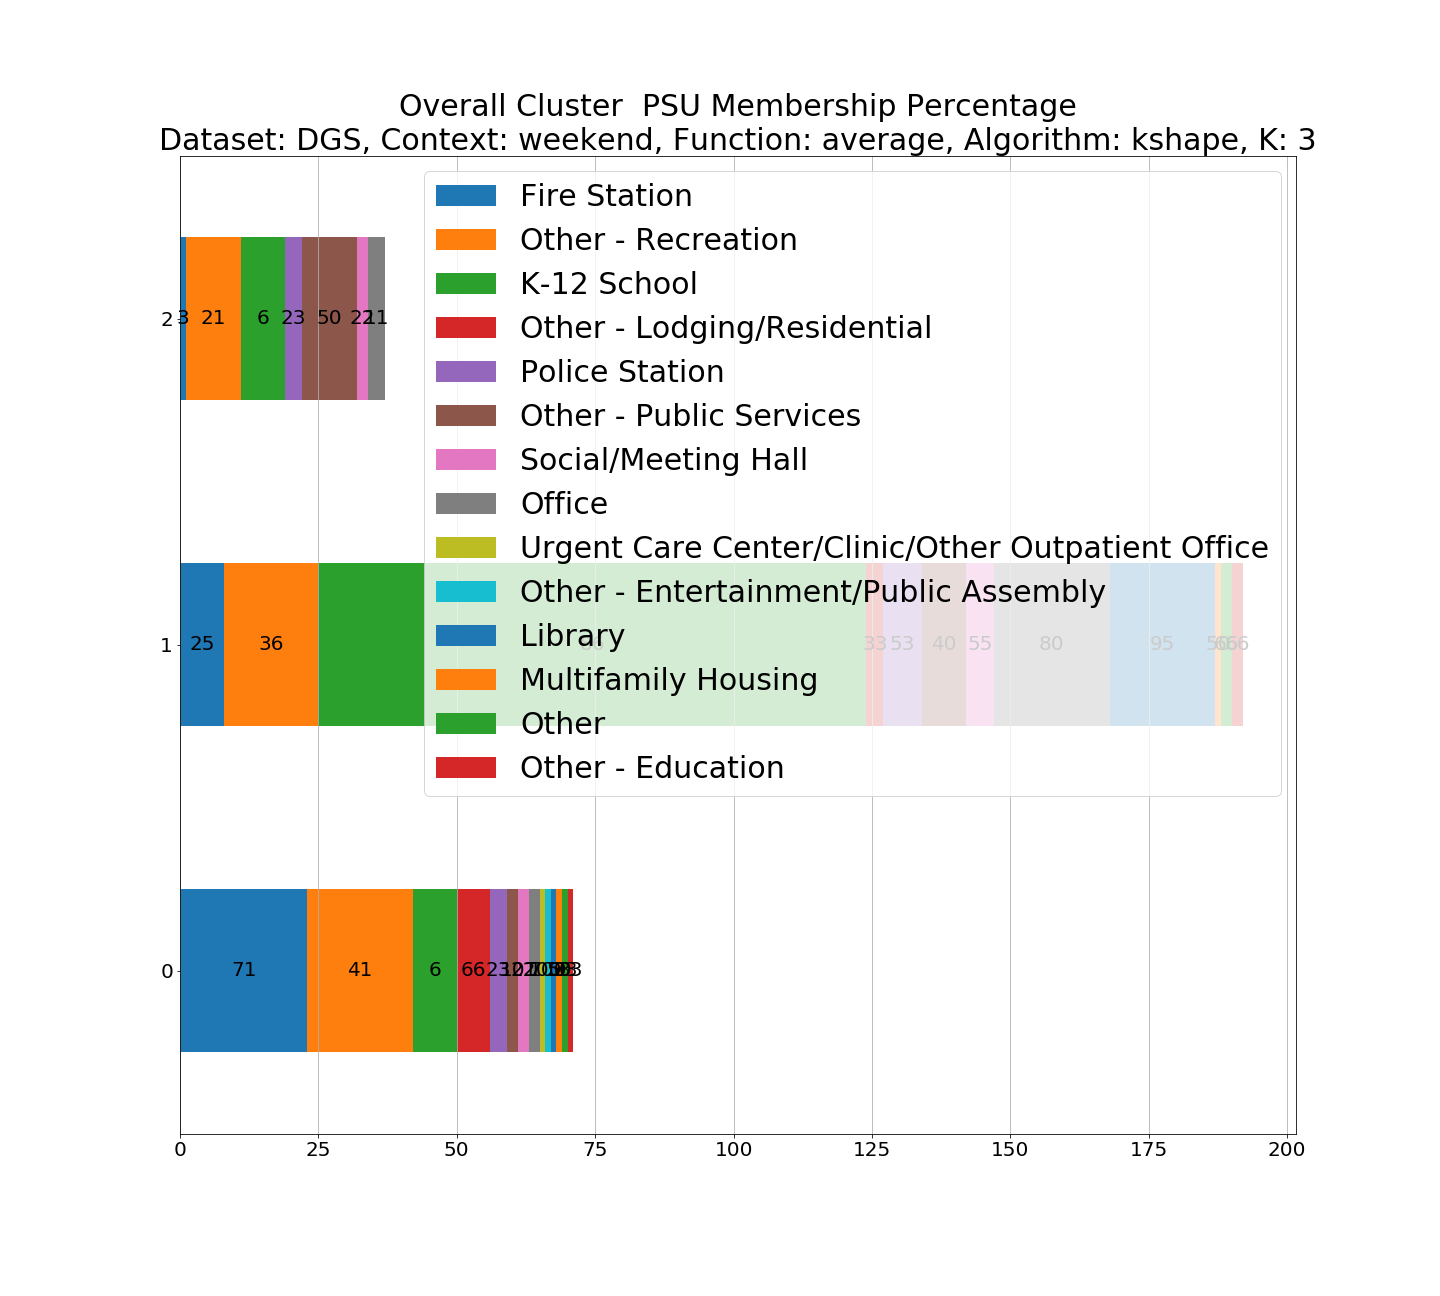 Overall Cluster  PSU Membership Percentage
Dataset: DGS, Context: weekend, Function: average, Algorithm: kshape, K: 3
Fire Station
Other - Recreation
K-12 School
Other - Lodging/Residential
Police Station
Other - Public Services
Social/Meeting Hall
Office
Urgent Care Center/Clinic/Other Outpatient Office
Other - Entertainment/Public Assembly
Library
Multifamily Housing
Other
Other - Education
2 3 21 6 23 50 22 11
1 25 36 33 53 40 55 80 95
0 71 41 6 66 23
0 25 50 75 100 125 150 175 200